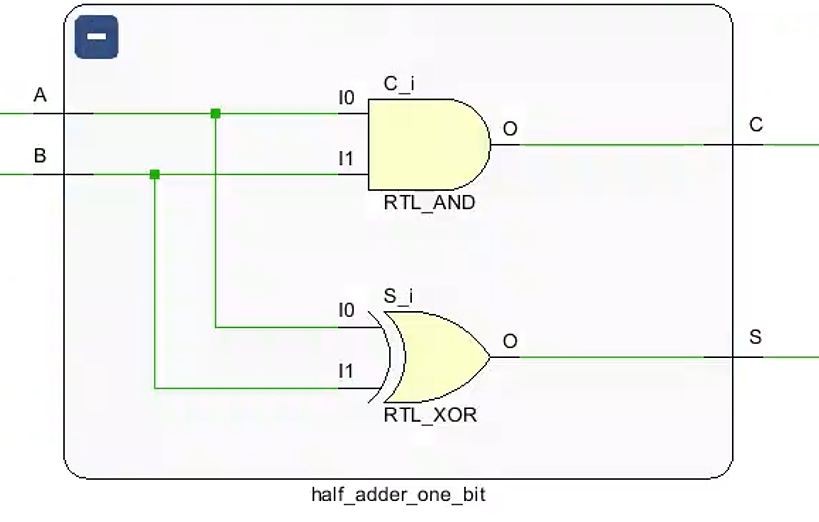 C_i
A
I0
O
C
B
I1
RTL_AND
S_i
I0
O
S
I1
RTL_XOR
half_adder_one_bit